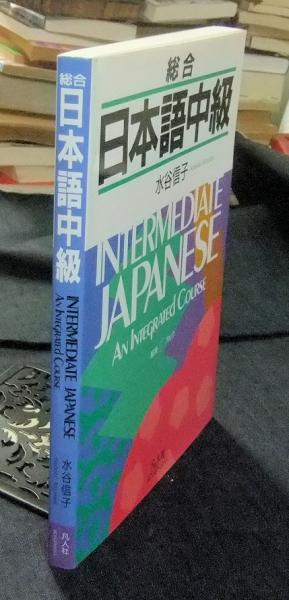 総合
日本語中級
水谷信子
INTERMEDIATE
JAPANESE
AN INTEGRATED COURSE
総合
日本語中級
INTERMEDIATE JAPANESE
AN INTEGRATED COURSE
水谷信子
凡人社